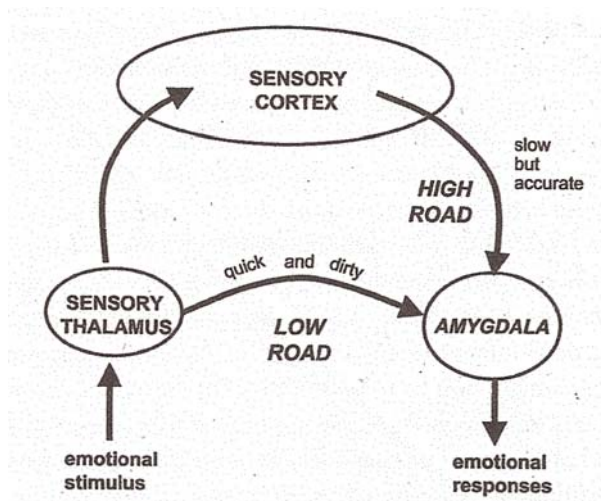 SENSORY
CORTEX
slow
but
accurate
HIGH
ROAD
quick and dirty
SENSORY
THALAMUS
LOW
ROAD
AMYGDALA
emotional
stimulus
emotional
responses